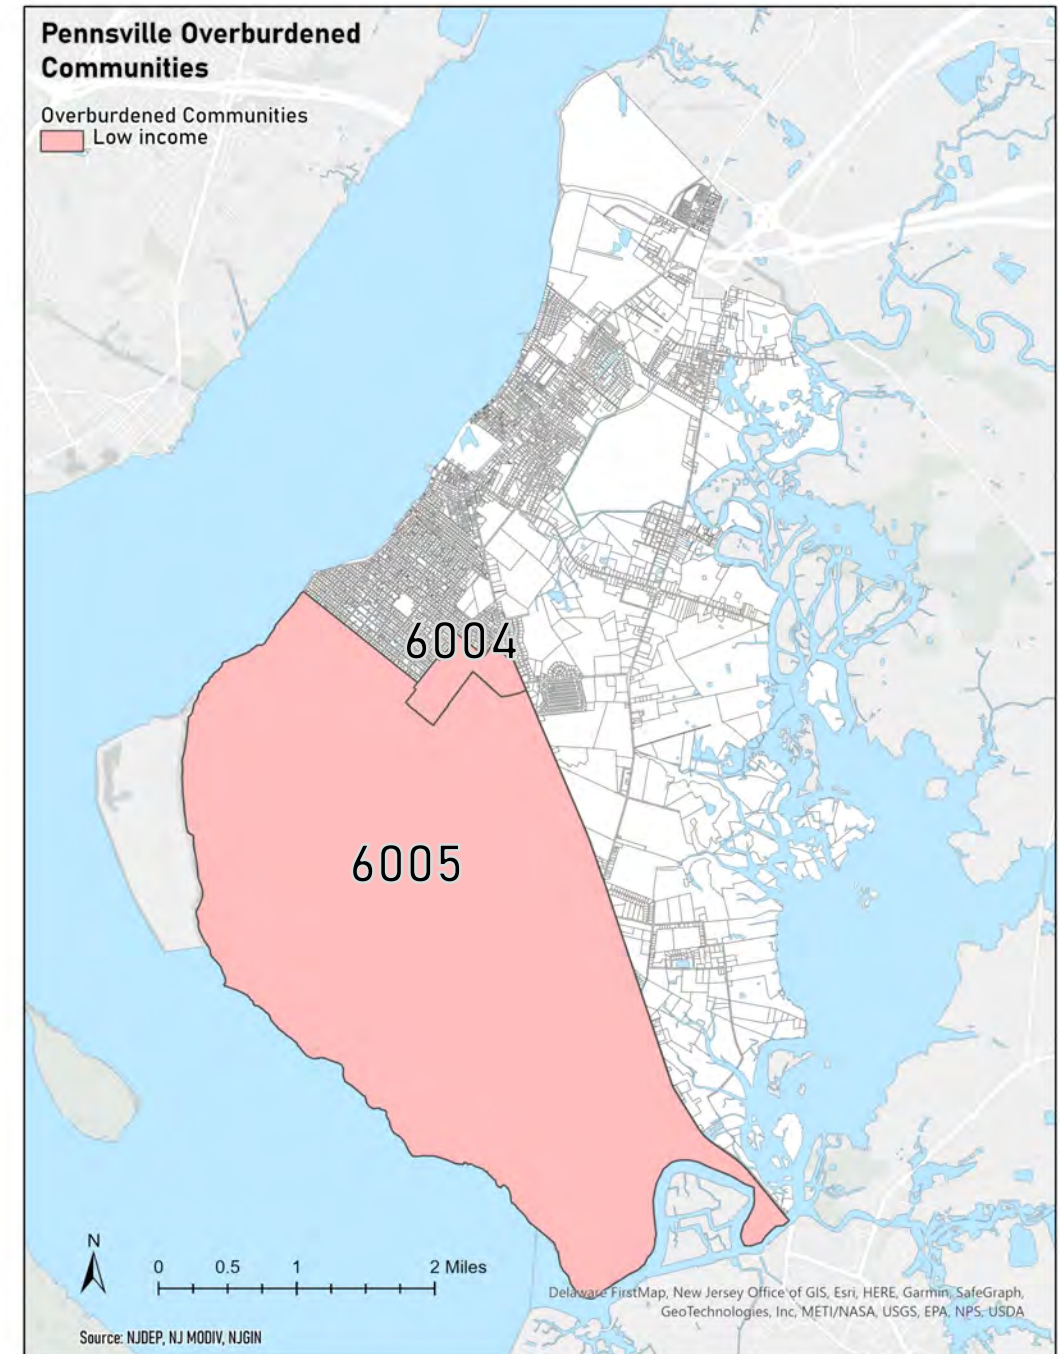 Pennsville Overburdened
Communities
Overburdened Communities
Low income
6004
6005
N
0 0.5 1 2 Miles
Delaware FirstMap, New Jersey Office of GIS, Esri, HERE, Garmin, SafeGraph,
GeoTechnologies, Inc, METI/NASA, USGS, EPA, NPS, USDA
Source: NJDEP, NJ MODIV, NJGIN